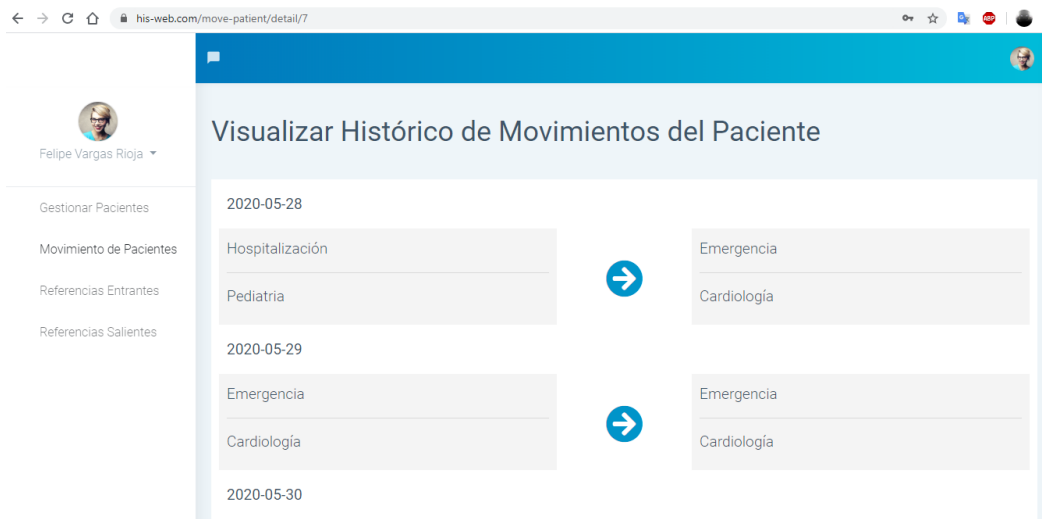 his-web.com/move-patient/detail/7
ABP
Felipe Vargas Rioja
Gestionar Pacientes
Movimiento de Pacientes
Referencias Entrantes
Referencias Salientes
Visualizar Histórico de Movimientos del Paciente
2020-05-28
Hospitalización
Pediatria
Emergencia
Cardiología
2020-05-29
Emergencia
Cardiología
Emergencia
Cardiología
2020-05-30